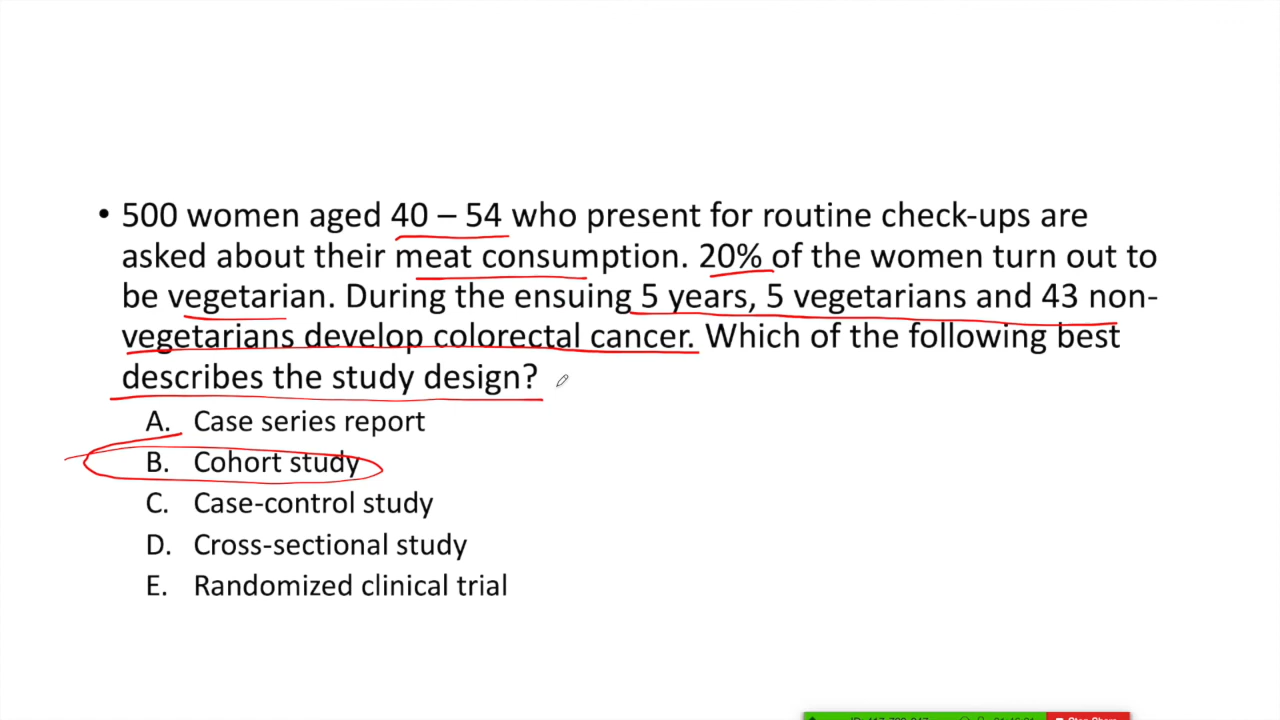 • 500 women aged 40 – 54 who present for routine check-ups are
asked about their meat consumption. 20% of the women turn out to
be vegetarian. During the ensuing 5 years, 5 vegetarians and 43 non-
vegetarians develop colorectal cancer. Which of the following best
describes the study design?
A. Case series report
B. Cohort study
C. Case-control study
D. Cross-sectional study
E. Randomized clinical trial